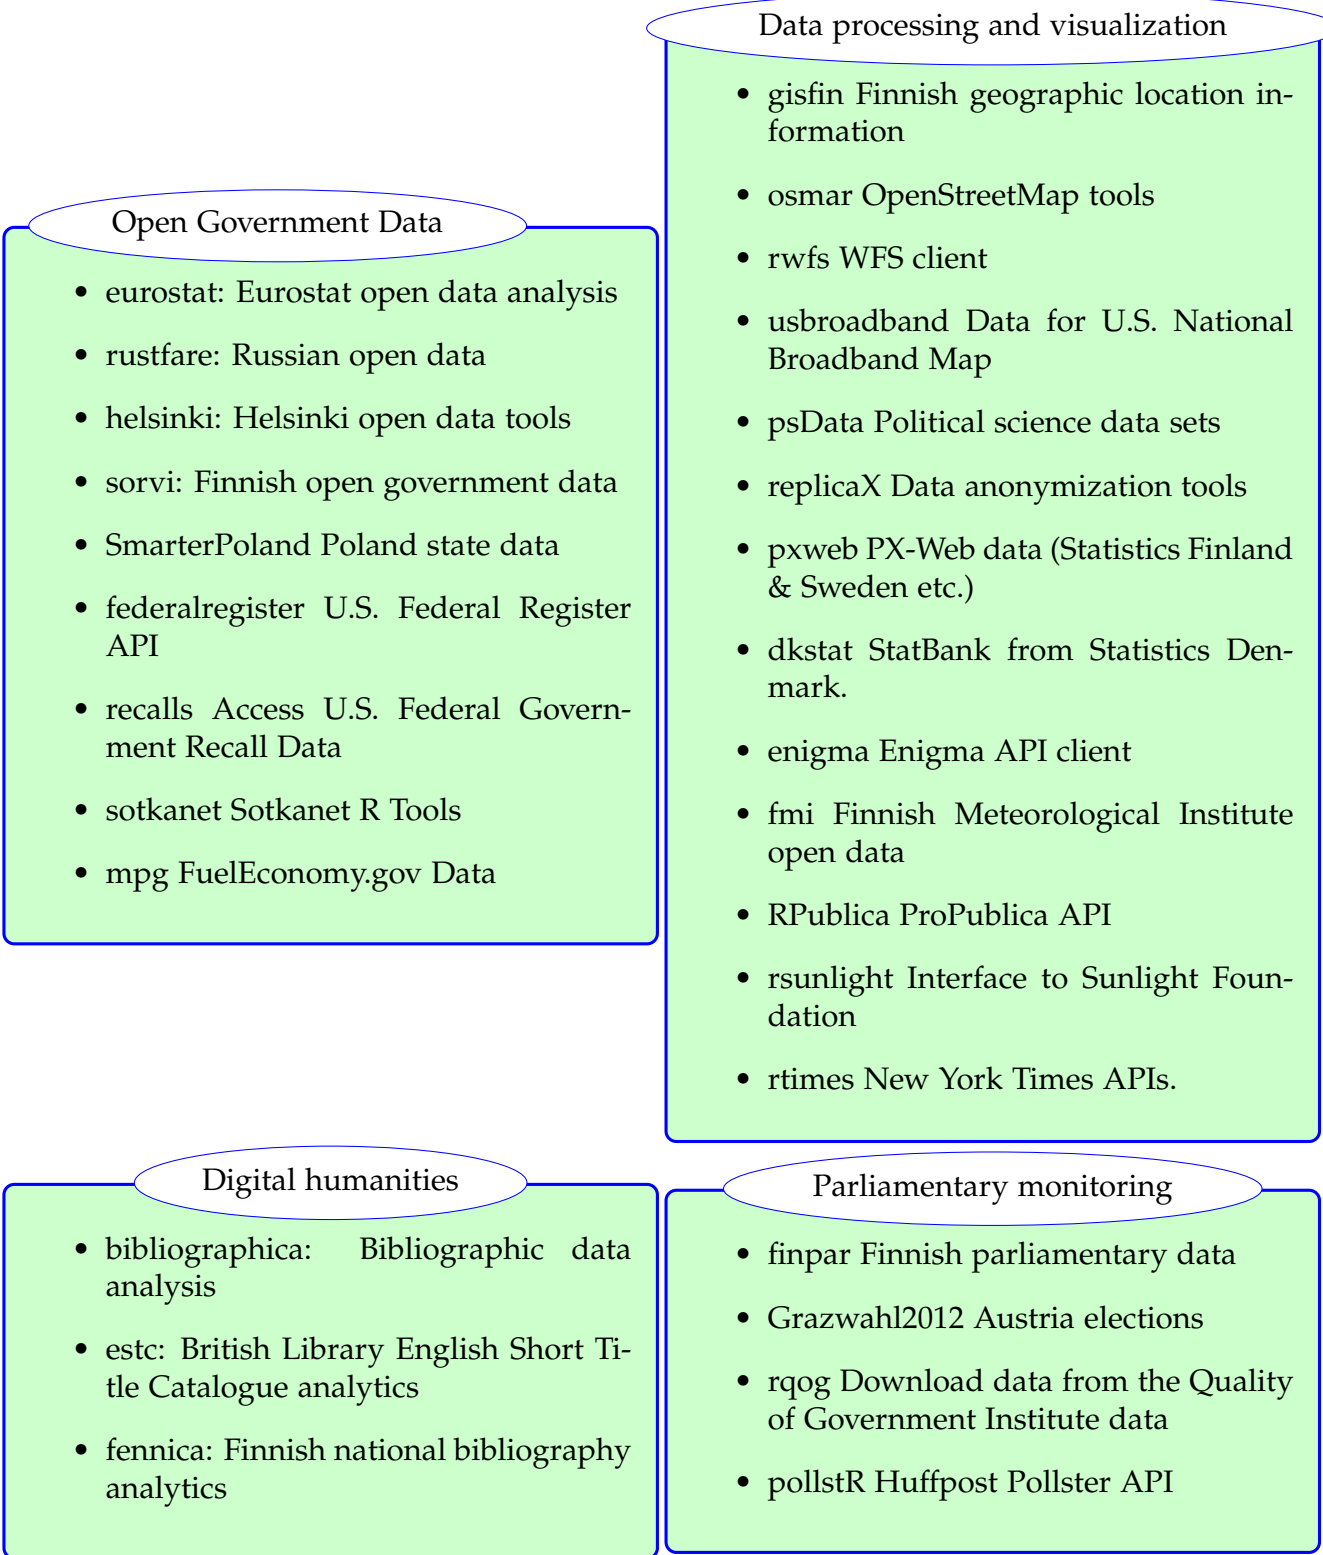 Data processing and visualization
• gisfin Finnish geographic location in-
formation
• osmar OpenStreetMap tools
• rwfs WFS client
• usbroadband Data for U.S. National
Broadband Map
• psData Political science data sets
• replicaX Data anonymization tools
• pxweb PX-Web data (Statistics Finland
& Sweden etc.)
• dkstat StatBank from Statistics Den-
mark.
• enigma Enigma API client
• fmi Finnish Meteorological Institute
open data
• RPublica ProPublica API
• rsunlight Interface to Sunlight Foun-
dation
• rtimes New York Times APIs.
Open Government Data
• eurostat: Eurostat open data analysis
• rustfare: Russian open data
• helsinki: Helsinki open data tools
• sorvi: Finnish open government data
• SmarterPoland Poland state data
• federalregister U.S. Federal Register
API
• recalls Access U.S. Federal Govern-
ment Recall Data
• sotkanet Sotkanet R Tools
• mpg FuelEconomy.gov Data
Digital humanities
• bibliographica: Bibliographic data
analysis
• estc: British Library English Short Ti-
tle Catalogue analytics
• fennica: Finnish national bibliography
analytics
Parliamentary monitoring
• finpar Finnish parliamentary data
• Grazwahl2012 Austria elections
• rqog Download data from the Quality
of Government Institute data
• pollstR Huffpost Pollster API